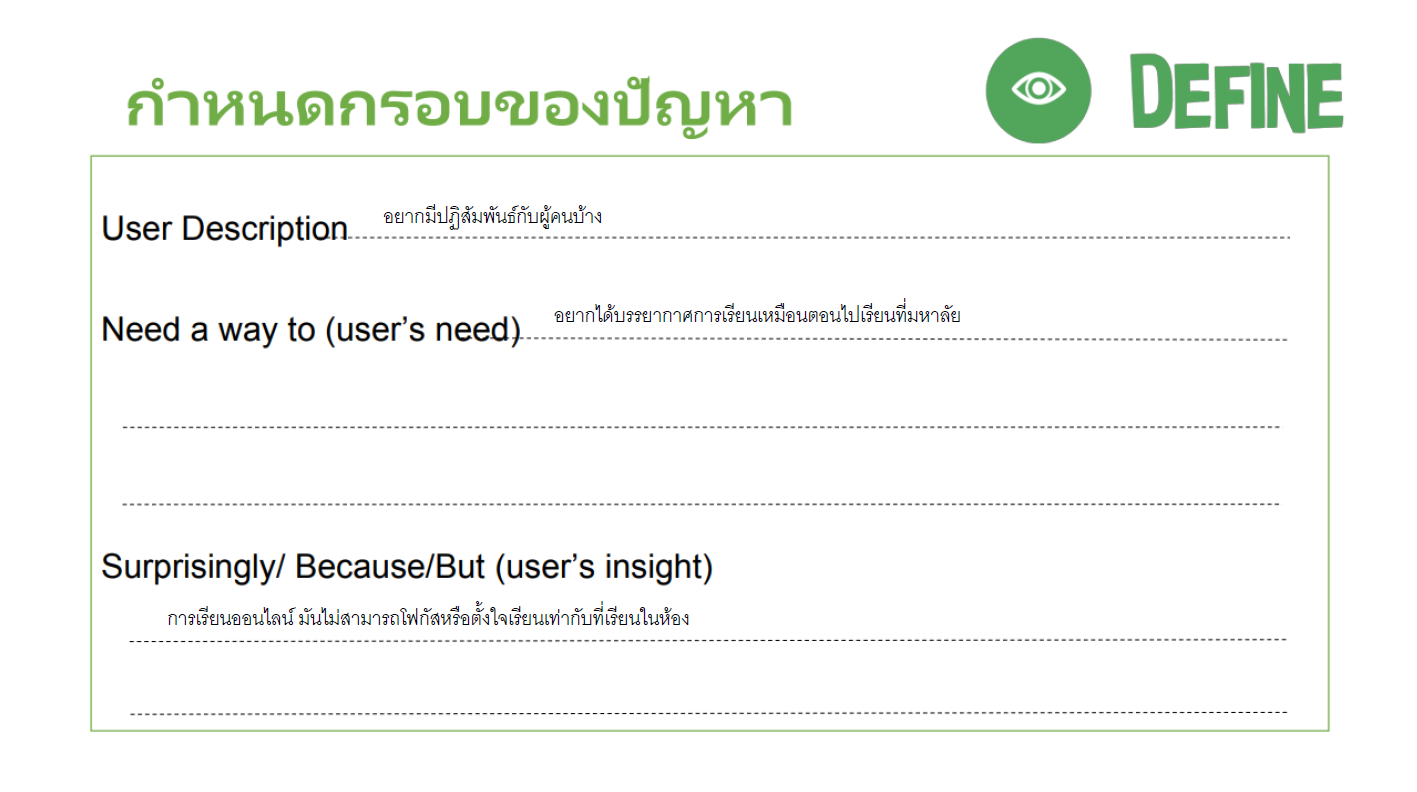 กำหนดกรอบของปัญหา
DEFINE
User Description อยากมีปฏิสัมพันธ์กับผู้คนบ้าง
Need a way to (user's need) อยากได้บรรยากาศการเรียนเหมือนตอนไปเรียนที่มหาลัย
Surprisingly/ Because/But (user's insight)
การเรียนออนไลน์ มันไม่สามารถโฟกัสหรือตั้งใจเรียนเท่ากับที่เรียนในห้อง